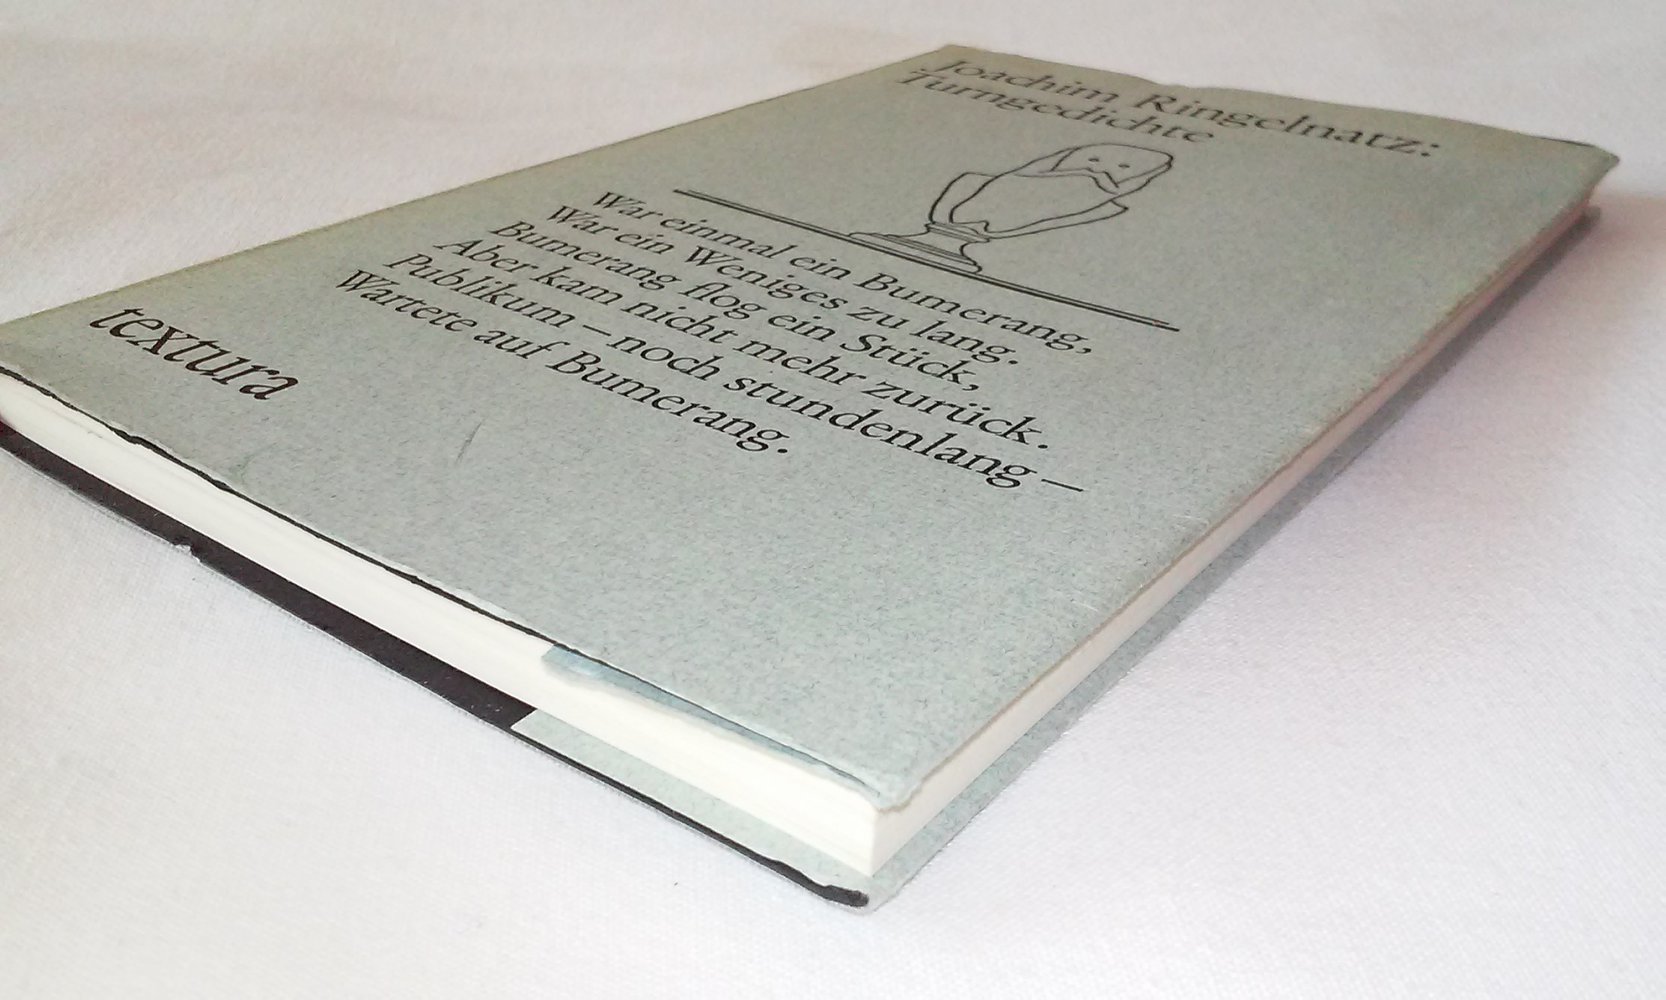 Joachim Ringelnatz:
Turngedichte
War einmal ein Bumerang,
War ein Weniges zu lang.
Bumerang flog ein Stück,
Aber kam nicht mehr zurück.
Publikum – noch stundenlang –
Wartete auf Bumerang.
textura